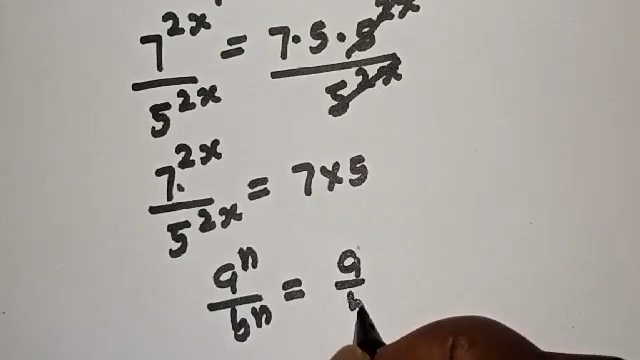 7^2x / 5^2x = 7·5·5^2x / 5^2x
7·^2x / 5^2x = 7×5
a^n / b^n = a /